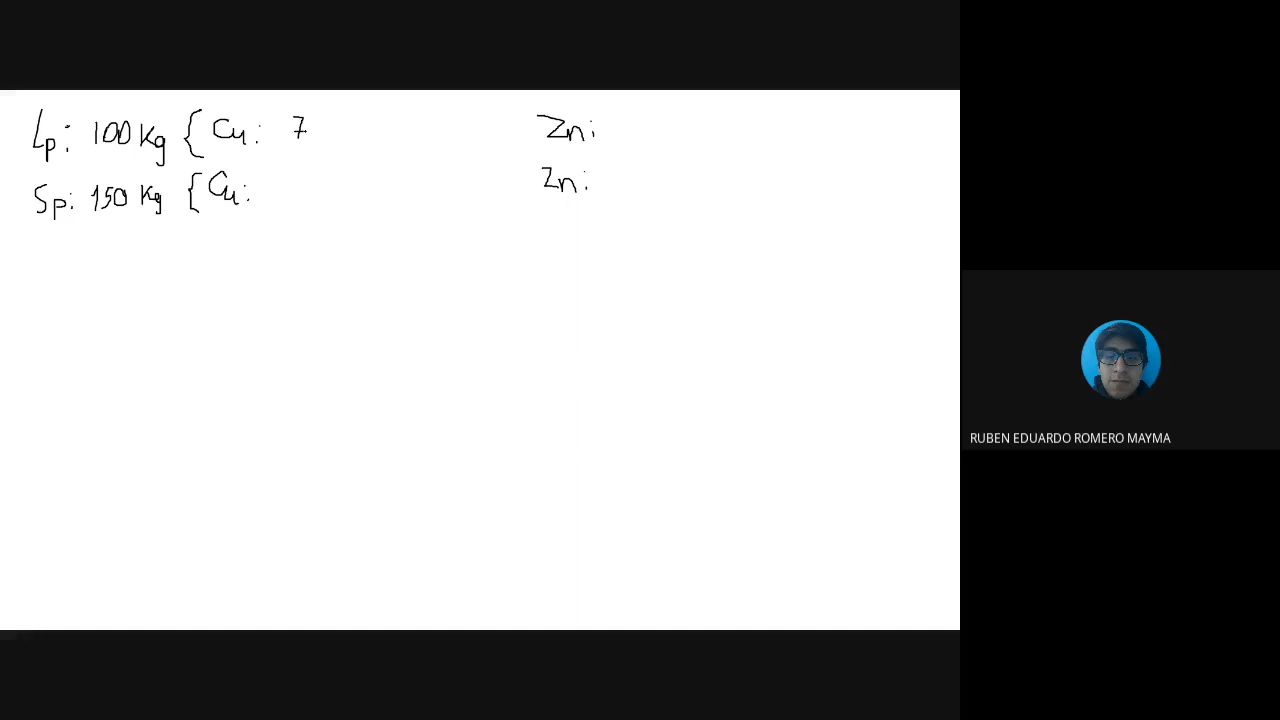 Lp: 100 Kg { Cu: 7 Zn:
Sp: 150 Kg { Cu: Zn:
RUBEN EDUARDO ROMERO MAYMA